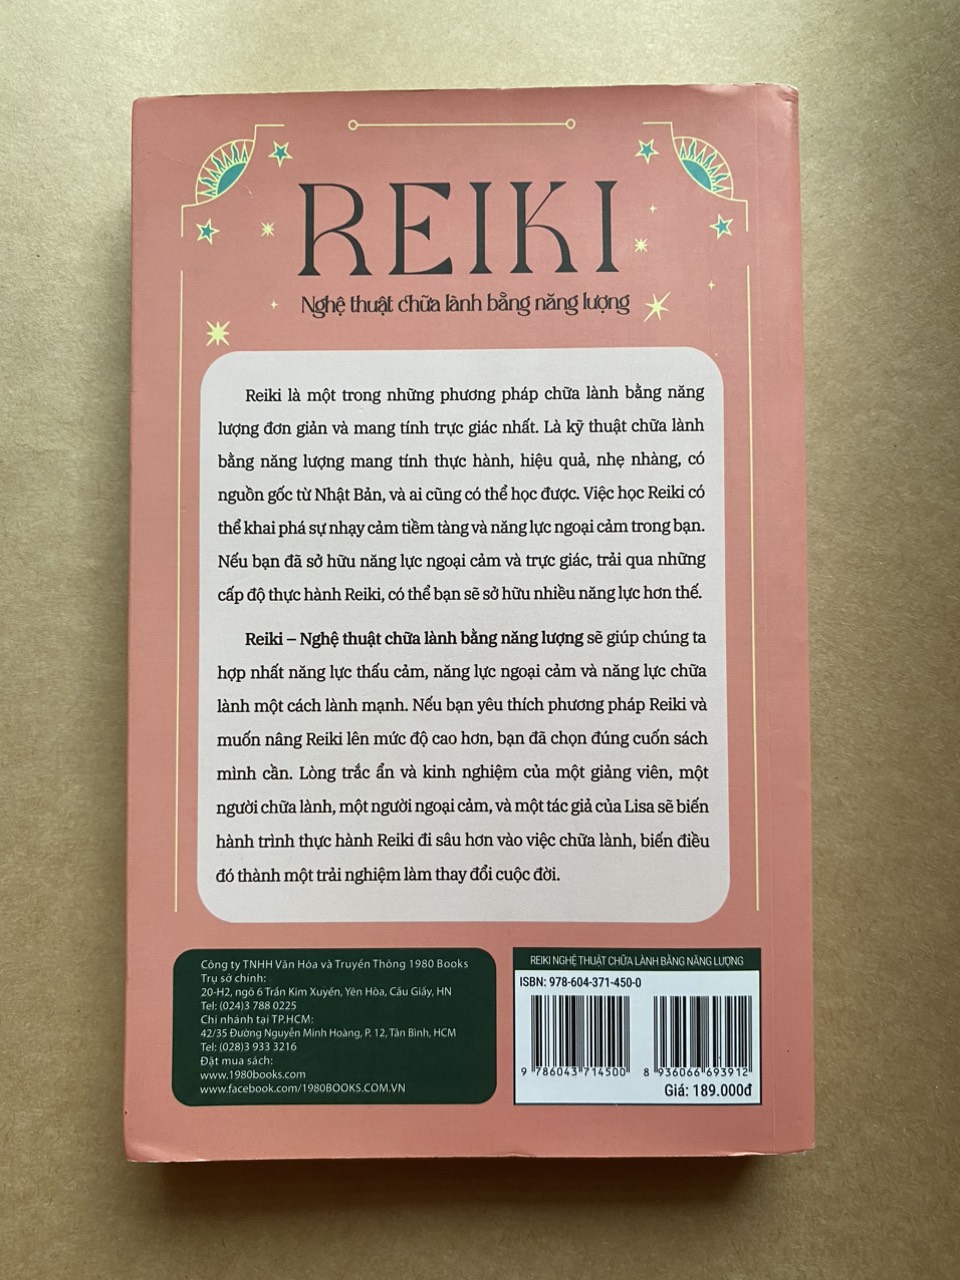 REIKI
Nghệ thuật chữa lành bằng năng lượng
Reiki là một trong những phương pháp chữa lành bằng năng
lượng đơn giản và mang tính trực giác nhất. Là kỹ thuật chữa lành
bằng năng lượng mang tính thực hành, hiệu quả, nhẹ nhàng, có
nguồn gốc từ Nhật Bản, và ai cũng có thể học được. Việc học Reiki có
thể khai phá sự nhạy cảm tiềm tàng và năng lực ngoại cảm trong bạn.
Nếu bạn đã sở hữu năng lực ngoại cảm và trực giác, trải qua những
cấp độ thực hành Reiki, có thể bạn sẽ sở hữu nhiều năng lực hơn thế.
Reiki – Nghệ thuật chữa lành bằng năng lượng sẽ giúp chúng ta
hợp nhất năng lực thấu cảm, năng lực ngoại cảm và năng lực chữa
lành một cách lành mạnh. Nếu bạn yêu thích phương pháp Reiki và
muốn nâng Reiki lên mức độ cao hơn, bạn đã chọn đúng cuốn sách
mình cần. Lòng trắc ẩn và kinh nghiệm của một giảng viên, một
người chữa lành, một người ngoại cảm, và một tác giả của Lisa sẽ biến
hành trình thực hành Reiki đi sâu hơn vào việc chữa lành, biến điều
đó thành một trải nghiệm làm thay đổi cuộc đời.
Công ty TNHH Văn Hóa và Truyền Thông 1980 Books
Trụ sở chính:
20-H2, ngõ 6 Trần Kim Xuyến, Yên Hòa, Cầu Giấy, HN
Tel: (024)3 788 0225
Chi nhánh tại TP.HCM:
42/35 Đường Nguyễn Minh Hoàng, P. 12, Tân Bình, HCM
Tel: (028)3 933 3216
Đặt mua sách:
www.1980books.com
www.facebook.com/1980BOOKS.COM.VN
REIKI NGHỆ THUẬT CHỮA LÀNH BẰNG NĂNG LƯỢNG
ISBN: 978-604-371-450-0
9 786043 714500
8 936066 693912
Giá: 189.000đ